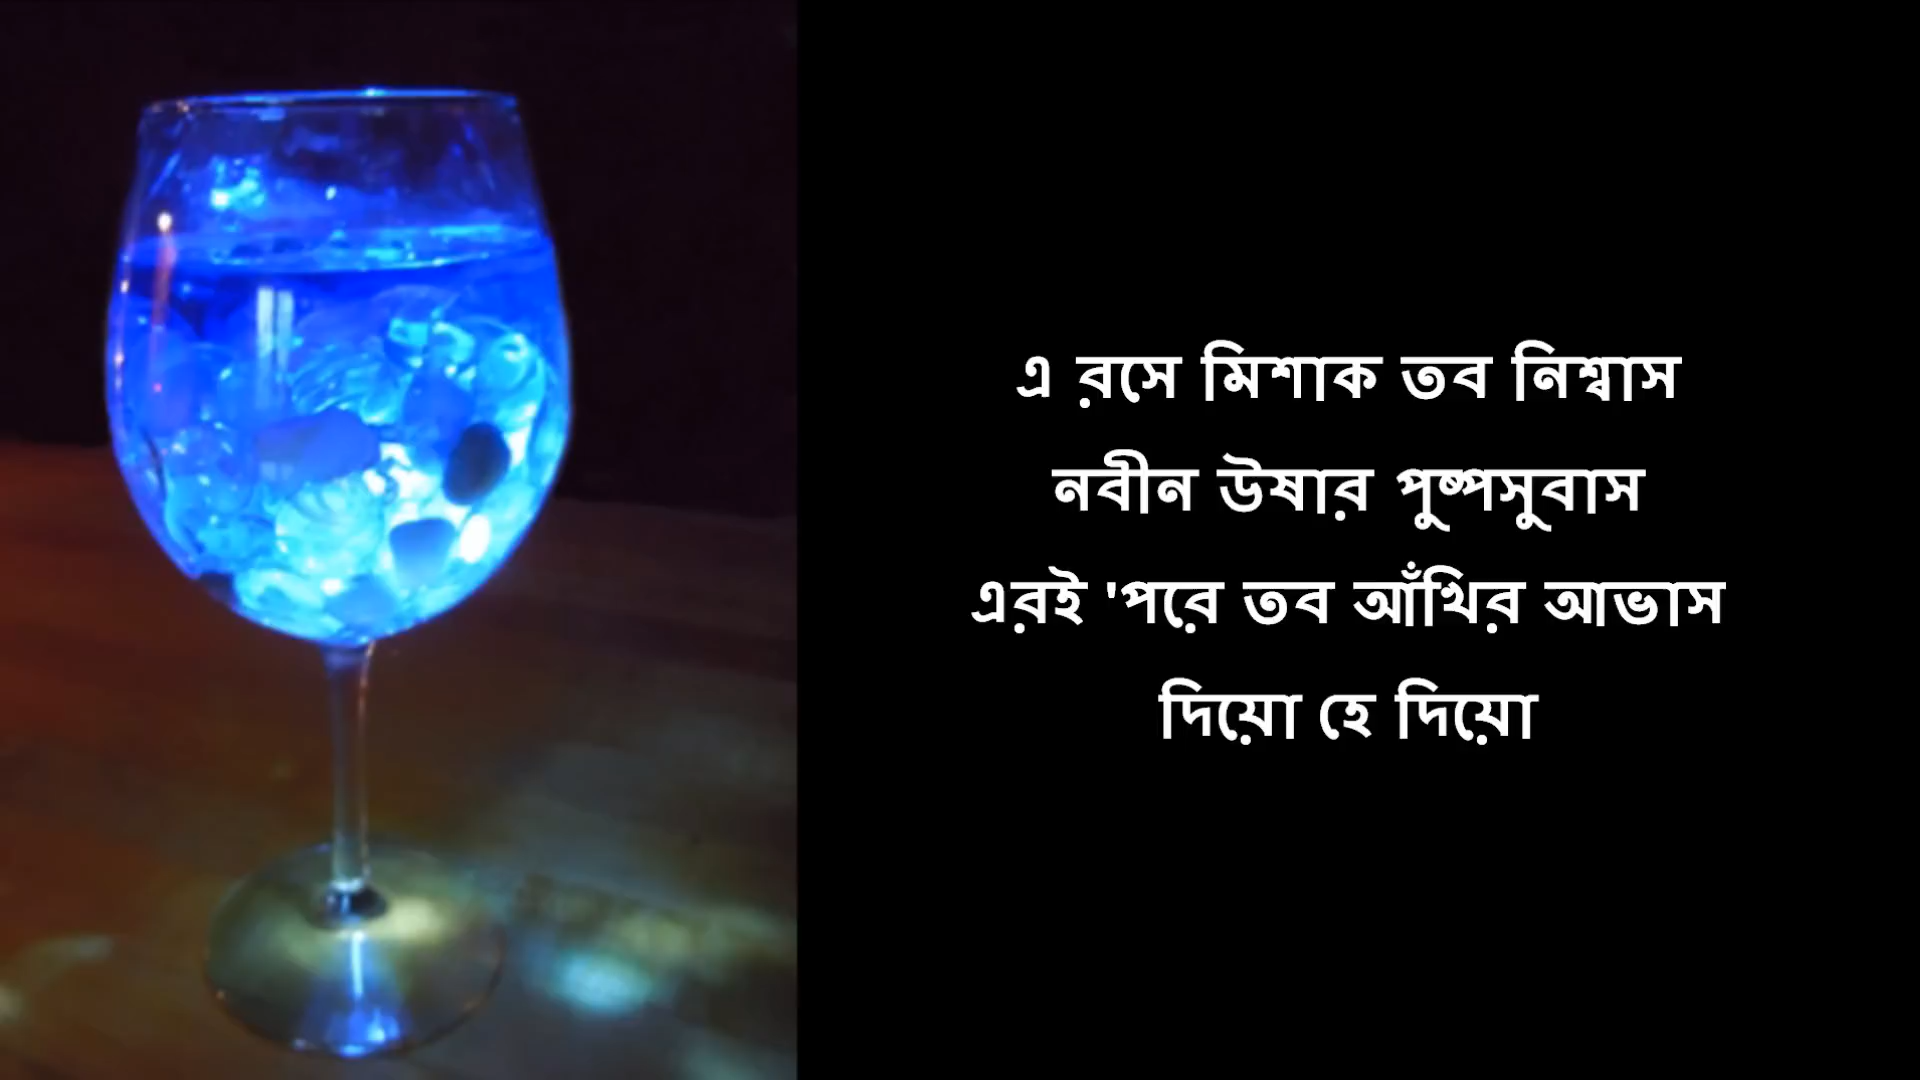 এ রসে মিশাক তব নিশ্বাস
নবীন উষার পুষ্পসুবাস
এরই 'পরে তব আঁখির আভাস
দিয়ো হে দিয়ো